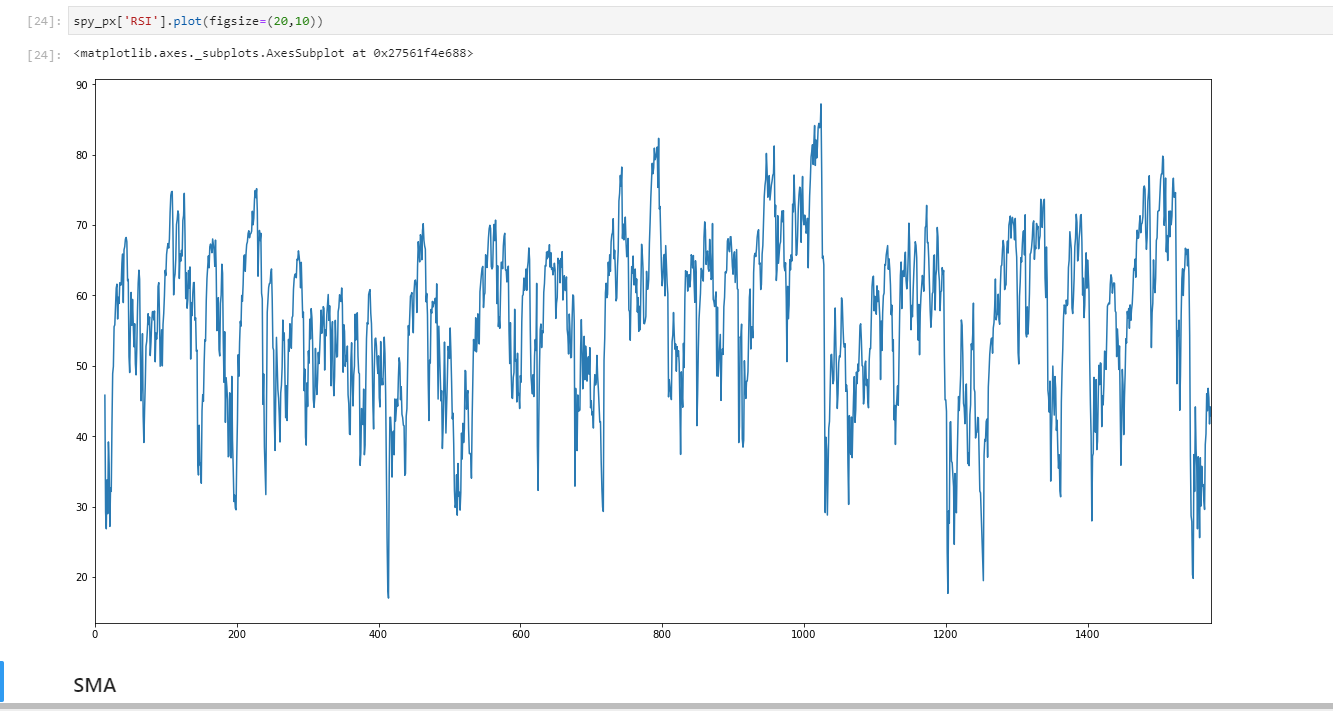 [24]: spy_px['RSI'].plot(figsize=(20,10))
[24]: <matplotlib.axes._subplots.AxesSubplot at 0x27561f4e688>
90
80
70
60
50
40
30
20
0 200 400 600 800 1000 1200 1400
SMA